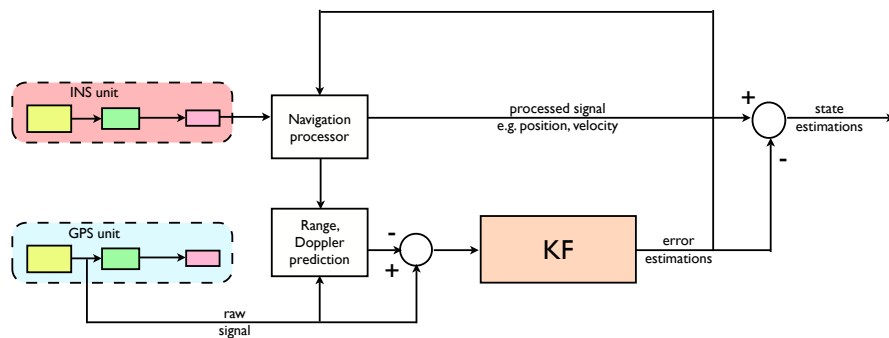 INS unit
Navigation
processor
processed signal
e.g. position, velocity
+
-
state
estimations
GPS unit
Range,
Doppler
prediction
-
+
KF
error
estimations
raw
signal